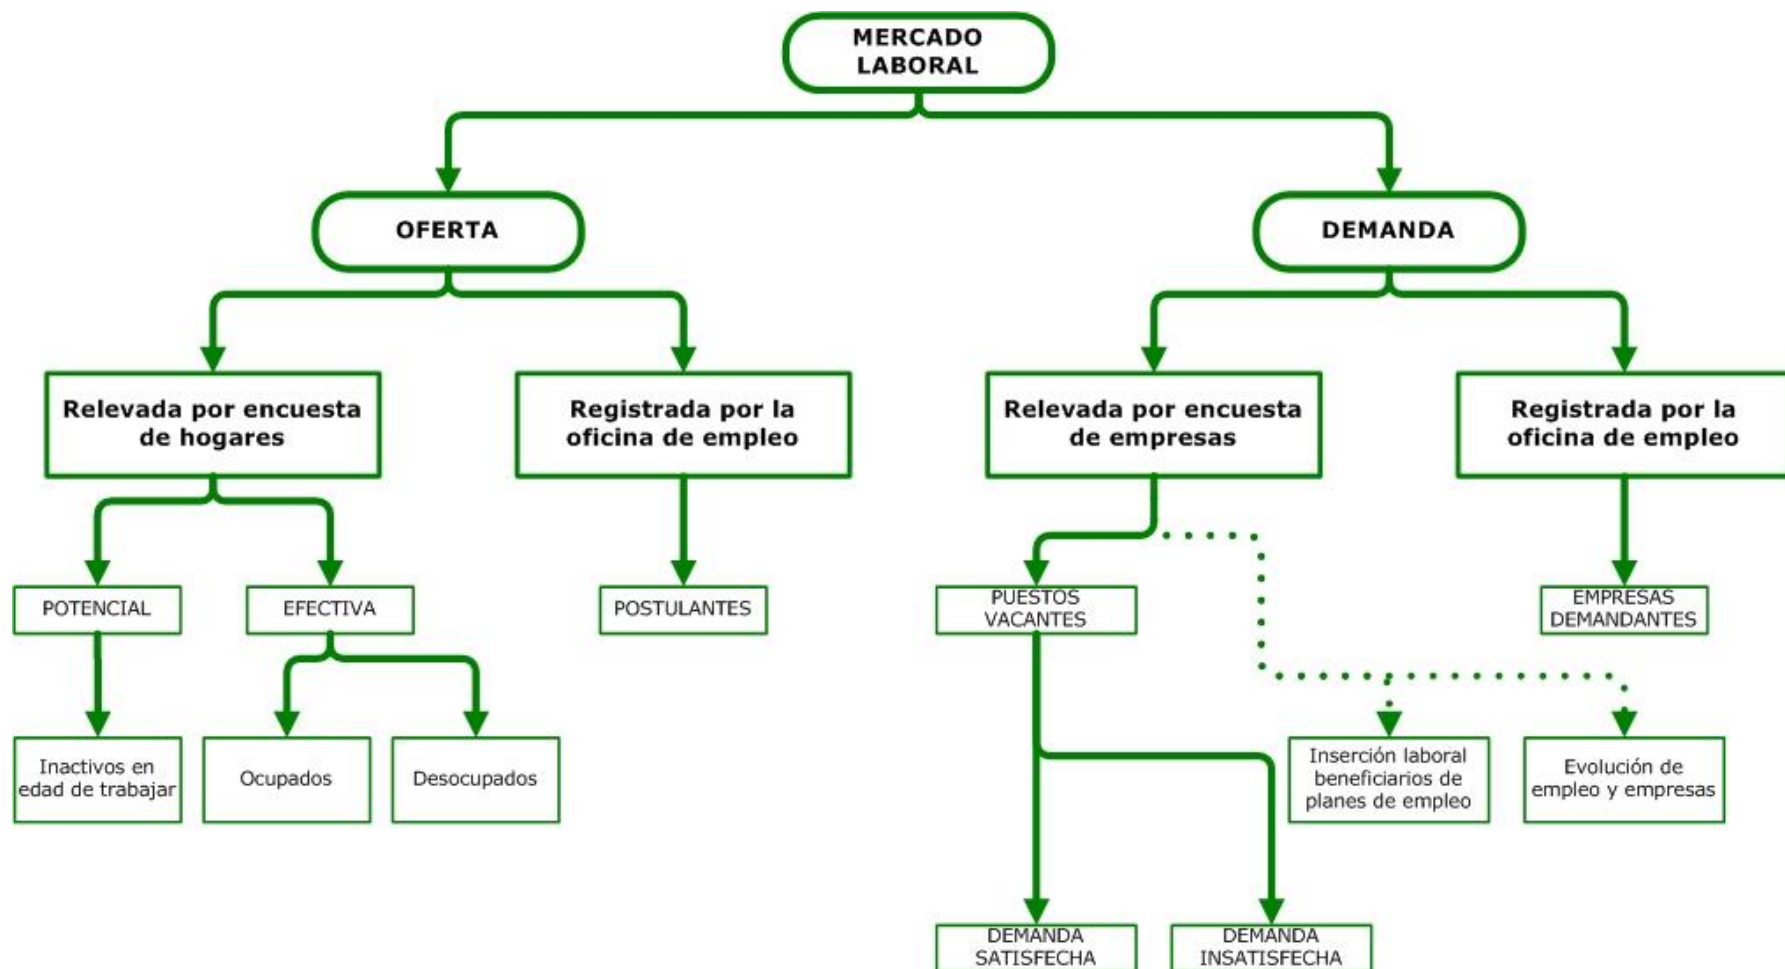 MERCADO
LABORAL
OFERTA
DEMANDA
Relevada por encuesta
de hogares
Registrada por la
oficina de empleo
Relevada por encuesta
de empresas
Registrada por la
oficina de empleo
POTENCIAL
EFECTIVA
POSTULANTES
PUESTOS
VACANTES
EMPRESAS
DEMANDANTES
Inactivos en
edad de trabajar
Ocupados
Desocupados
Inserción laboral
beneficiarios de
planes de empleo
Evolución de
empleo y empresas
DEMANDA
SATISFECHA
DEMANDA
INSATISFECHA